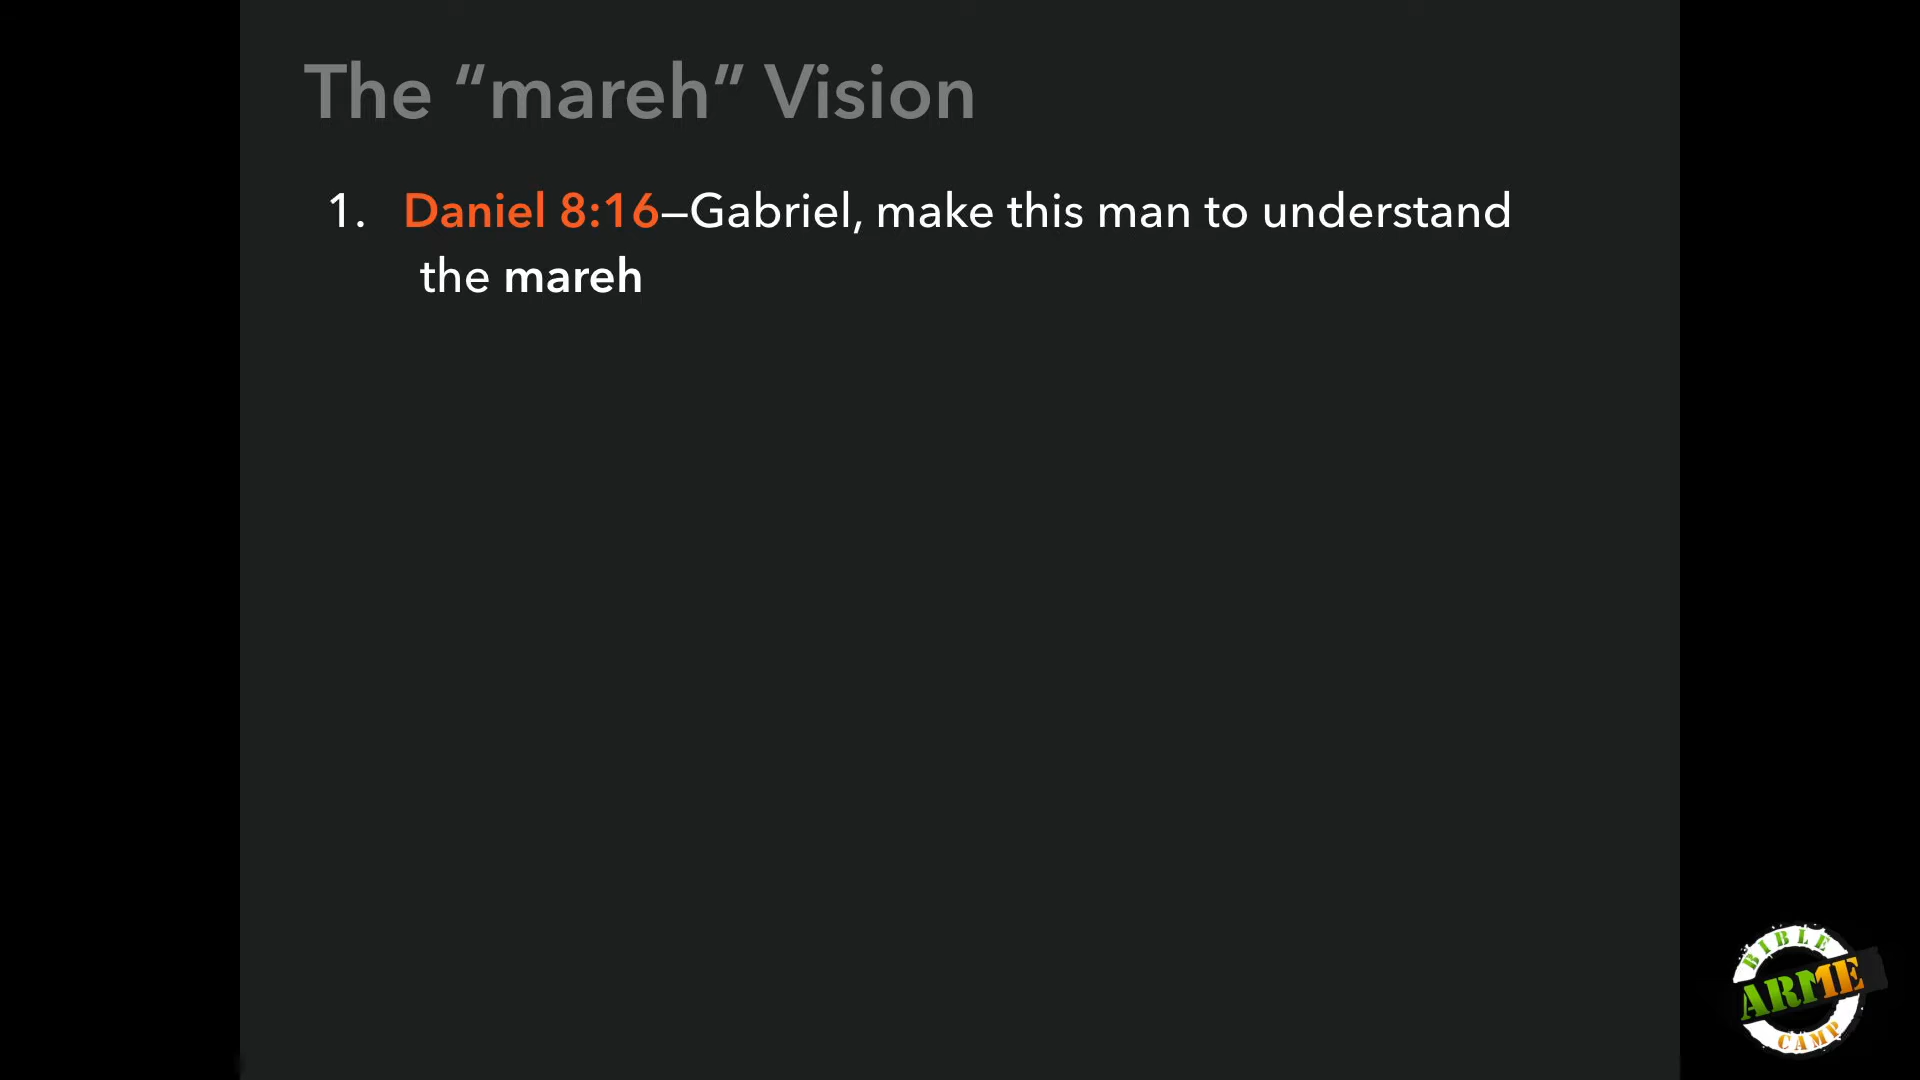 The “mareh” Vision
1. Daniel 8:16—Gabriel, make this man to understand
the mareh
BIBLE
ARME
CAMP